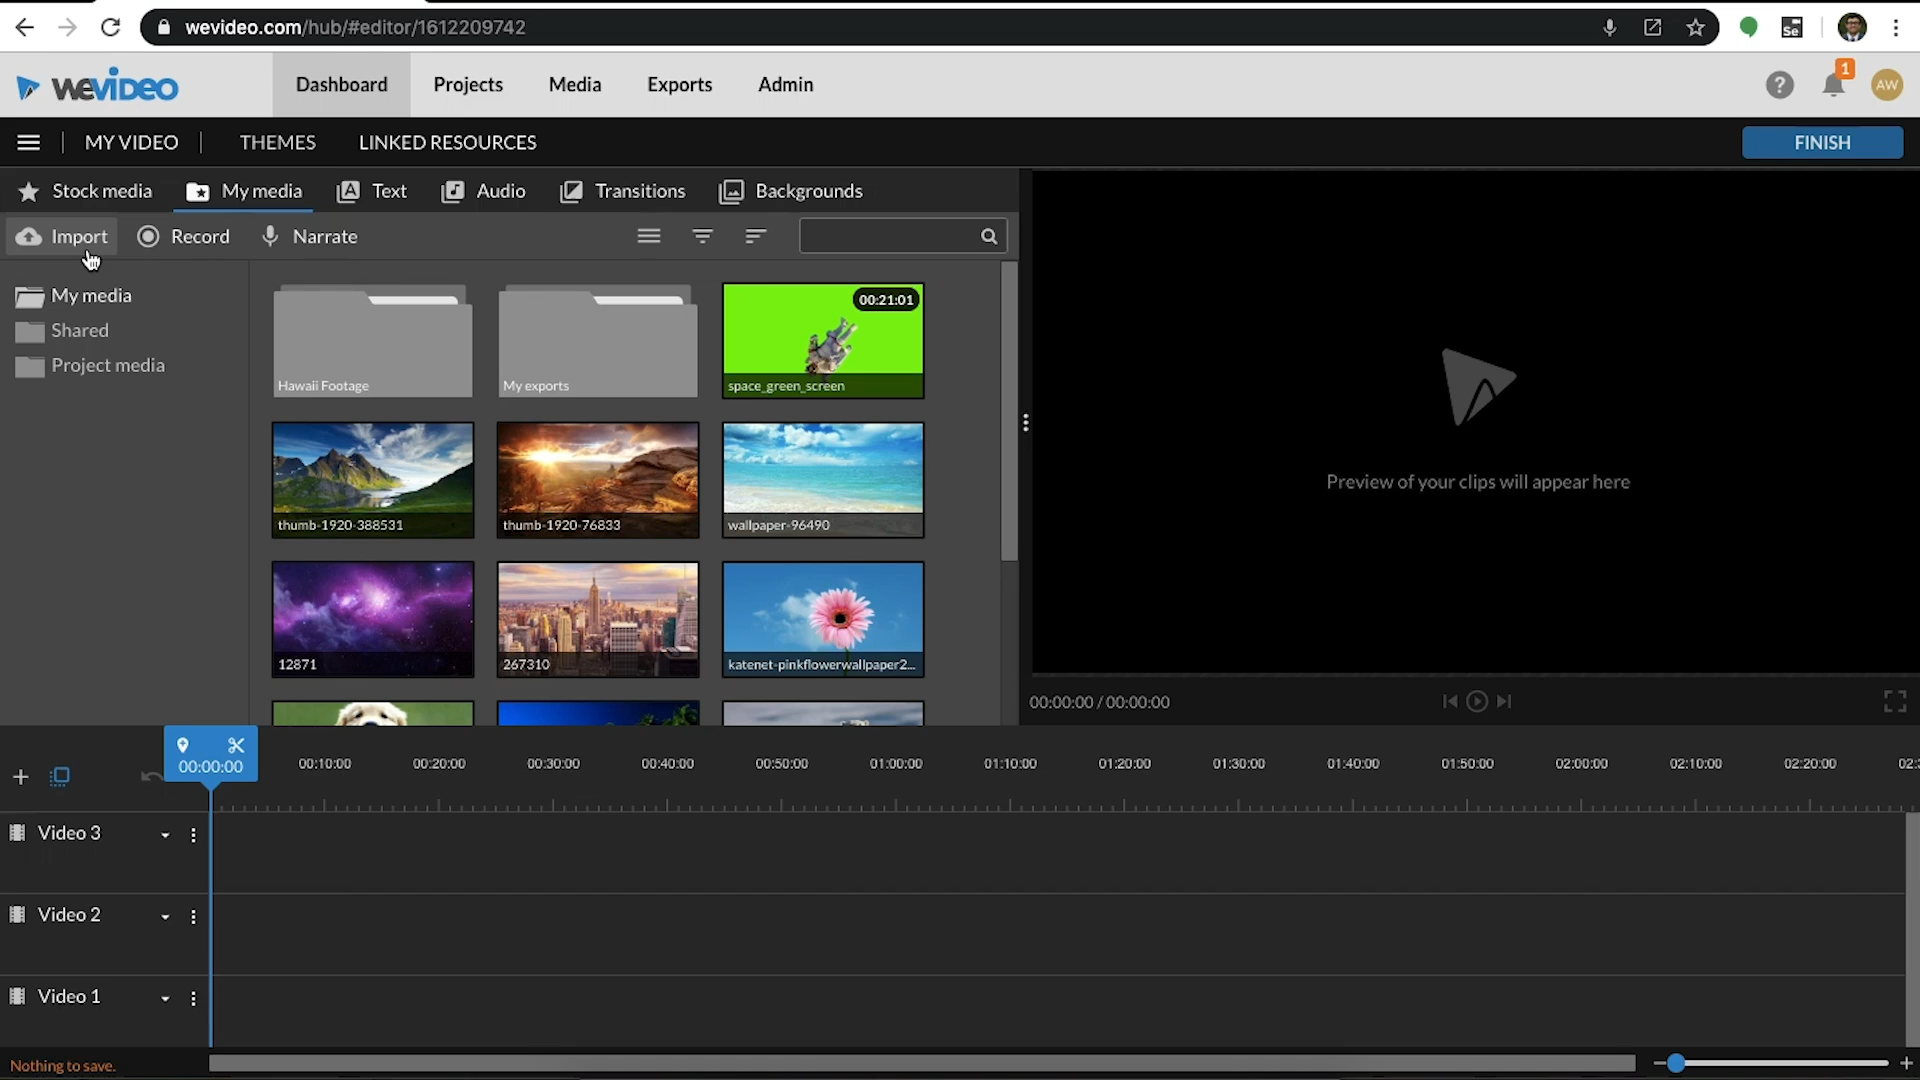 wevideo.com/hub/#editor/1612209742
Se
WEVIDEO
Dashboard
Projects
Media
Exports
Admin
?
1
AW
MY VIDEO
THEMES
LINKED RESOURCES
FINISH
Stock media
My media
Text
Audio
Transitions
Backgrounds
Import
Record
Narrate
My media
Shared
Project media
Hawaii Footage
My exports
00:21:01
space_green_screen
thumb-1920-388531
thumb-1920-76833
wallpaper-96490
12871
267310
katenet-pinkflowerwallpaper2...
Preview of your clips will appear here
00:00:00 / 00:00:00
00:00:00
00:10:00
00:20:00
00:30:00
00:40:00
00:50:00
01:00:00
01:10:00
01:20:00
01:30:00
01:40:00
01:50:00
02:00:00
02:10:00
02:20:00
02:3
Video 3
Video 2
Video 1
Nothing to save.